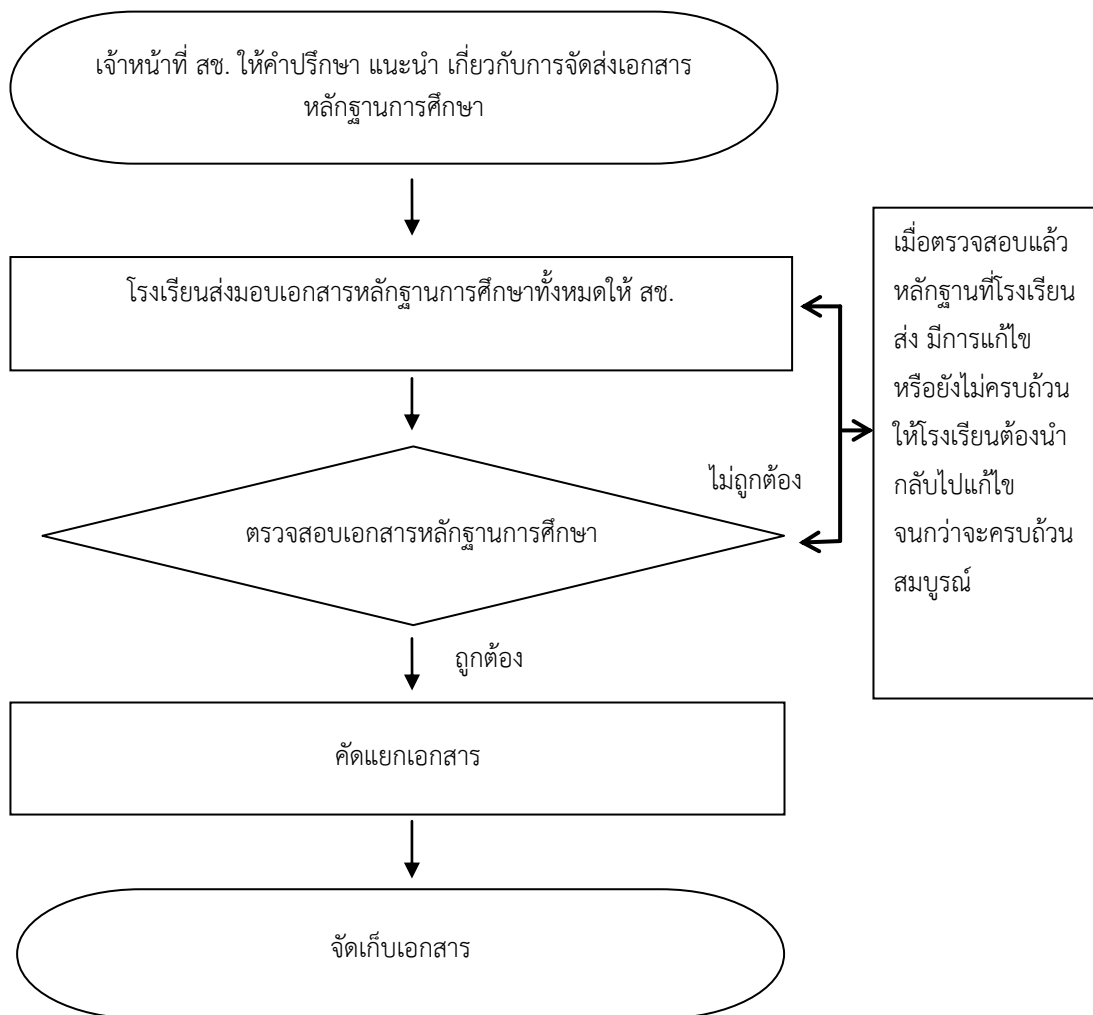 เจ้าหน้าที่ สช. ให้คำปรึกษา แนะนำ เกี่ยวกับการจัดส่งเอกสาร
หลักฐานการศึกษา
โรงเรียนส่งมอบเอกสารหลักฐานการศึกษาทั้งหมดให้ สช.
เมื่อตรวจสอบแล้ว
หลักฐานที่โรงเรียน
ส่ง มีการแก้ไข
หรือยังไม่ครบถ้วน
ให้โรงเรียนต้องนำ
กลับไปแก้ไข
จนกว่าจะครบถ้วน
สมบูรณ์
ไม่ถูกต้อง
ตรวจสอบเอกสารหลักฐานการศึกษา
ถูกต้อง
คัดแยกเอกสาร
จัดเก็บเอกสาร